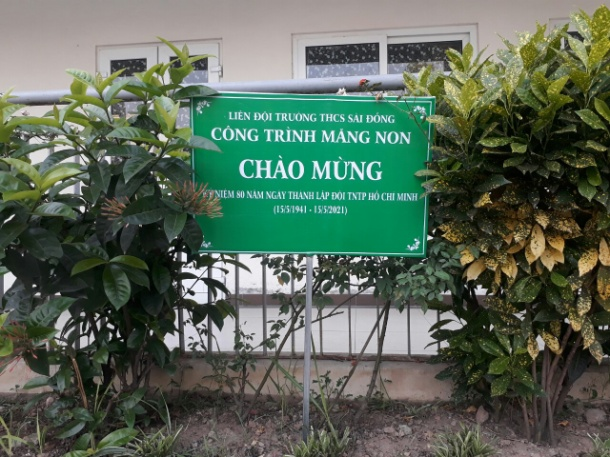 LIÊN ĐỘI TRƯỜNG THCS SÀI ĐỒNG
CÔNG TRÌNH MĂNG NON
CHÀO MỪNG
NIỆM 80 NĂM NGÀY THÀNH LẬP ĐỘI TNTP HỒ CHÍ MINH
(15/5/1941 - 15/5/2021)